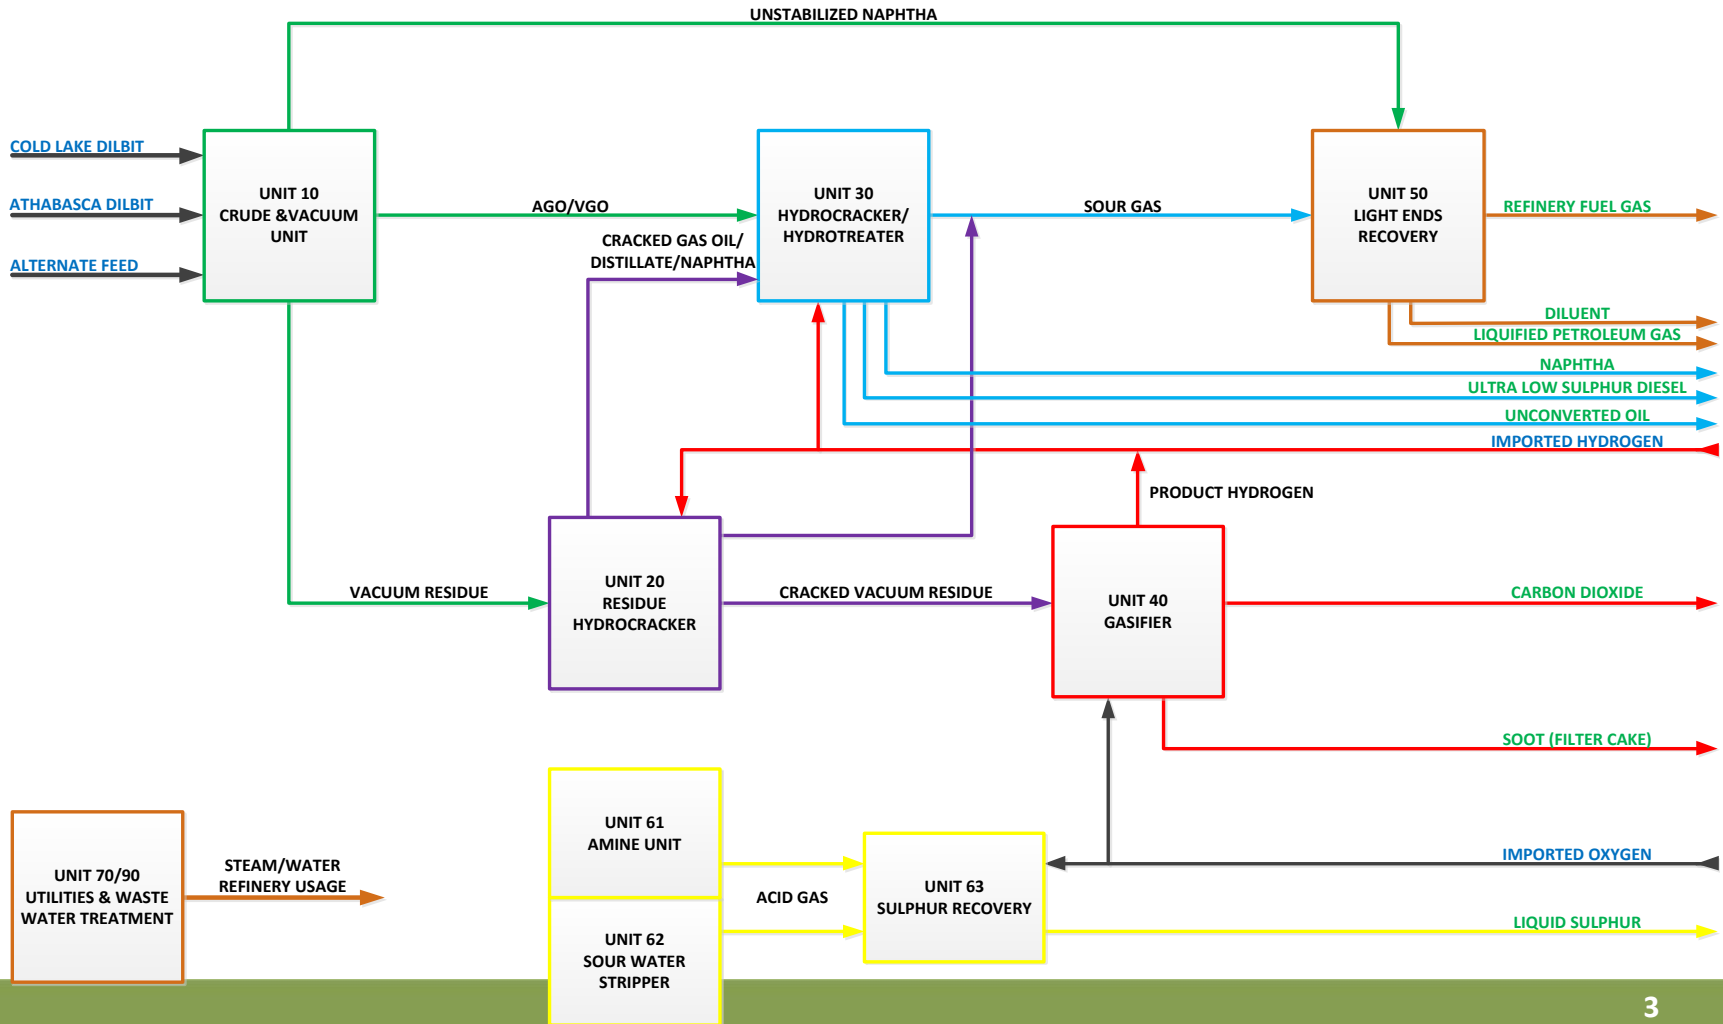 UNSTABILIZED NAPHTHA
COLD LAKE DILBIT
ATHABASCA DILBIT
ALTERNATE FEED
UNIT 10
CRUDE &VACUUM
UNIT
AGO/VGO
CRACKED GAS OIL/
DISTILLATE/NAPHTHA
UNIT 30
HYDROCRACKER/
HYDROTREATER
SOUR GAS
UNIT 50
LIGHT ENDS
RECOVERY
REFINERY FUEL GAS
DILUENT
LIQUIFIED PETROLEUM GAS
NAPHTHA
ULTRA LOW SULPHUR DIESEL
UNCONVERTED OIL
IMPORTED HYDROGEN
PRODUCT HYDROGEN
VACUUM RESIDUE
UNIT 20
RESIDUE
HYDROCRACKER
CRACKED VACUUM RESIDUE
UNIT 40
GASIFIER
CARBON DIOXIDE
SOOT (FILTER CAKE)
UNIT 70/90
UTILITIES & WASTE
WATER TREATMENT
STEAM/WATER
REFINERY USAGE
UNIT 61
AMINE UNIT
ACID GAS
UNIT 62
SOUR WATER
STRIPPER
UNIT 63
SULPHUR RECOVERY
IMPORTED OXYGEN
LIQUID SULPHUR
3